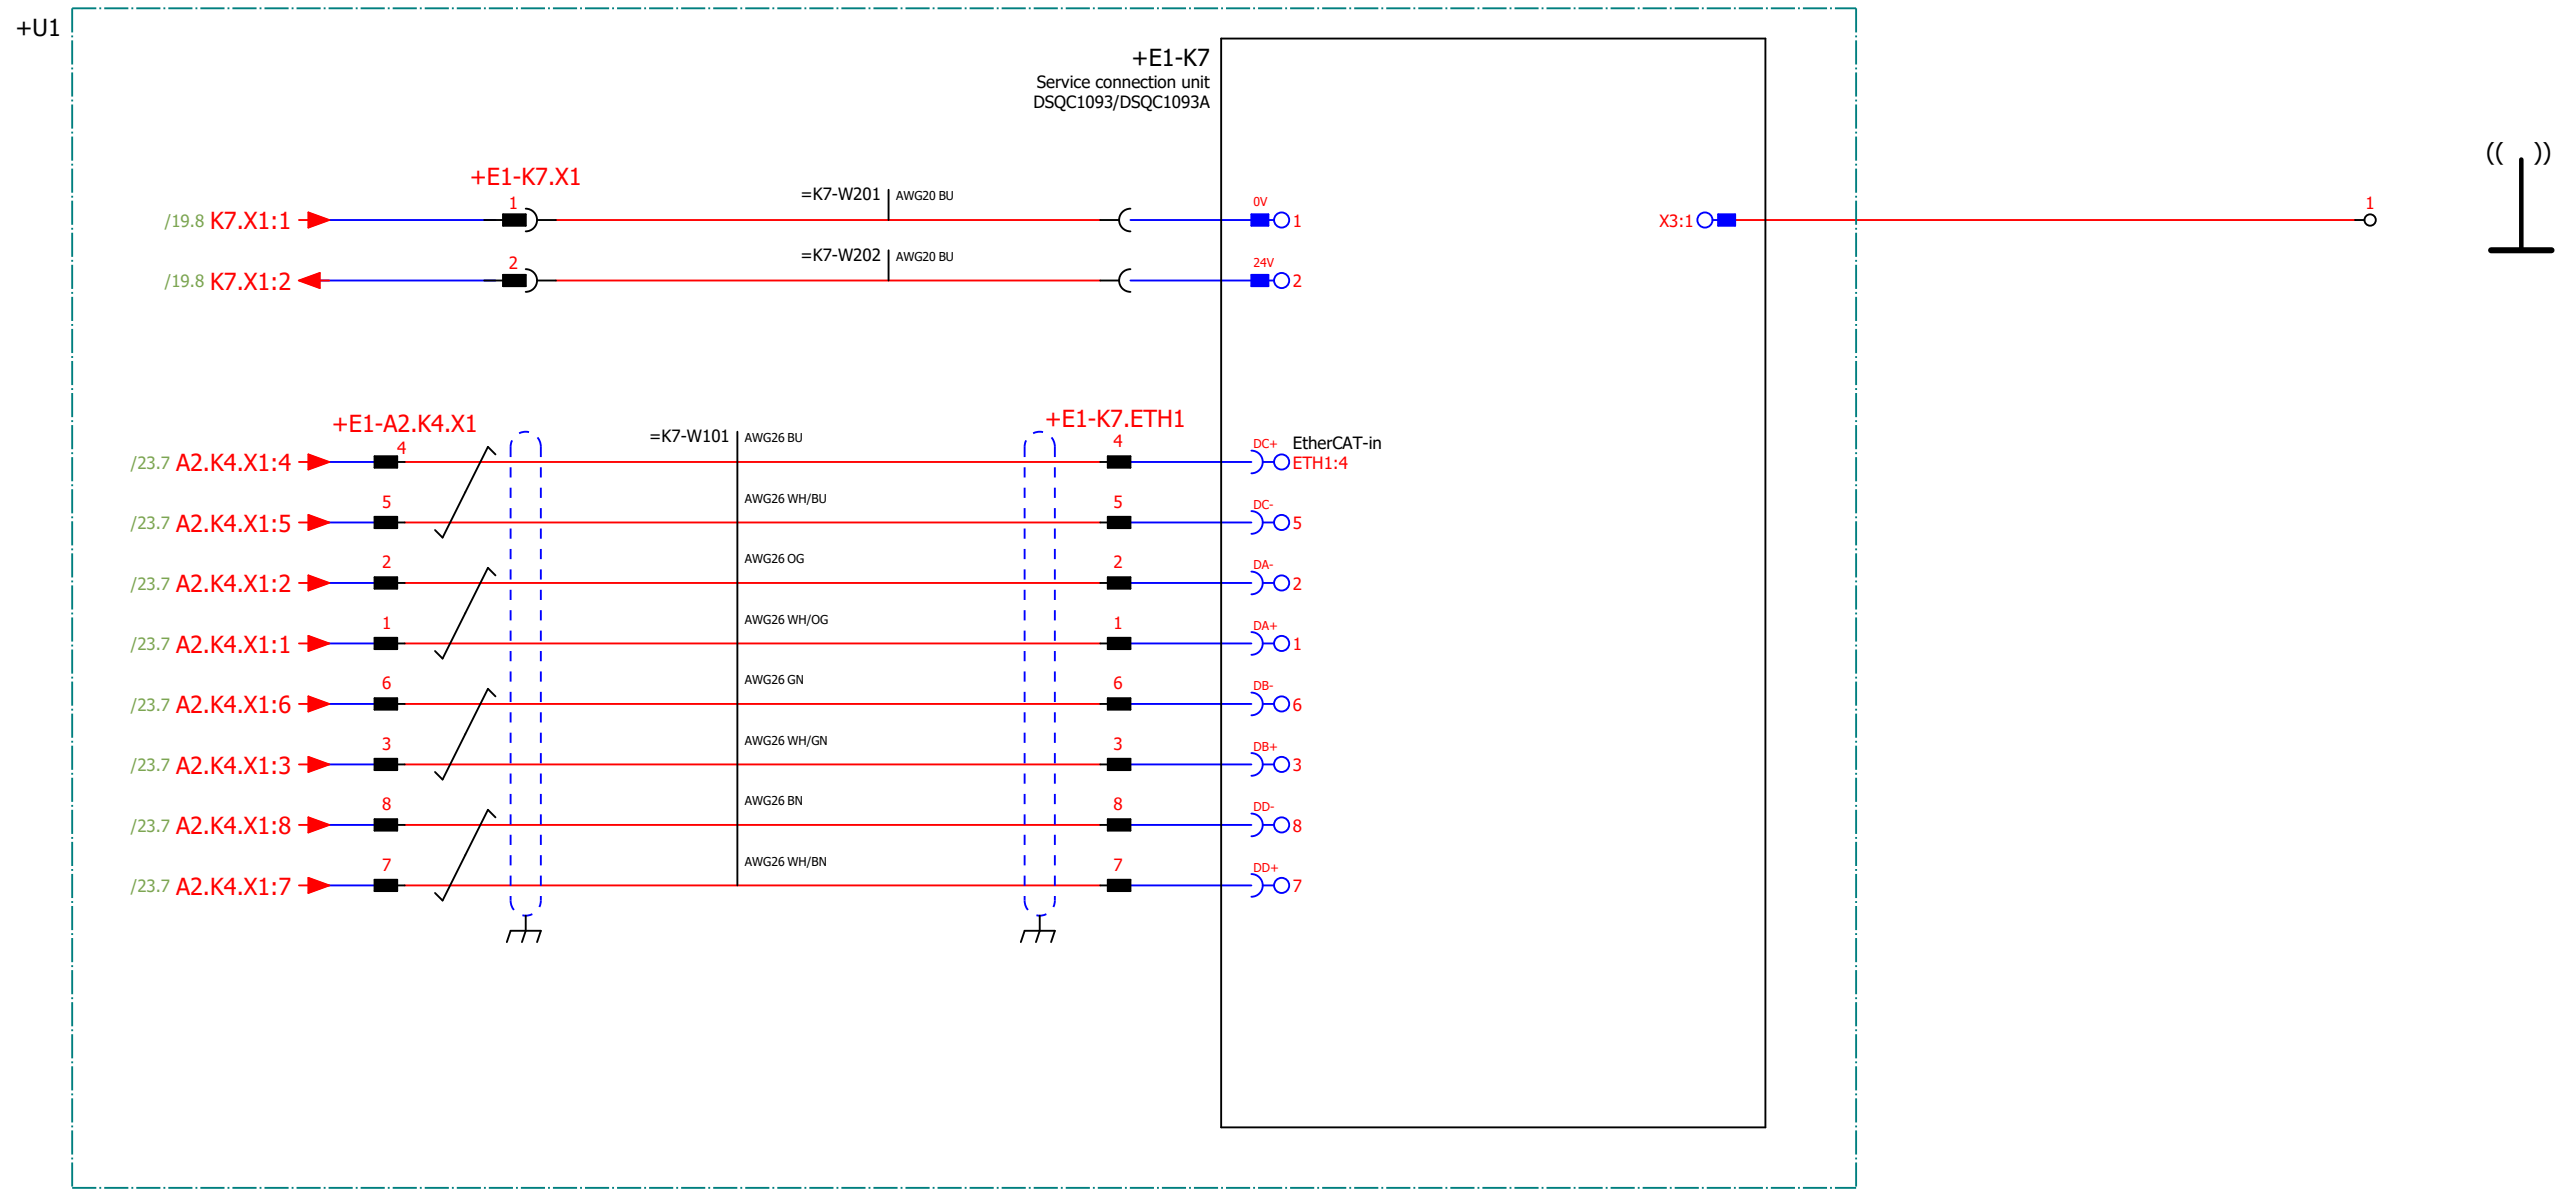 +U1
+E1-K7
Service connection unit
DSQC1093/DSQC1093A
+E1-K7.X1
/19.8 K7.X1:1 1 =K7-W201 AWG20 BU 0V 1 X3:1 1 (( ))
/19.8 K7.X1:2 2 =K7-W202 AWG20 BU 24V 2
+E1-A2.K4.X1 +E1-K7.ETH1
/23.7 A2.K4.X1:4 4 =K7-W101 AWG26 BU 4 DC+ EtherCAT-in
ETH1:4
/23.7 A2.K4.X1:5 5 AWG26 WH/BU 5 DC- 5
/23.7 A2.K4.X1:2 2 AWG26 OG 2 DA- 2
/23.7 A2.K4.X1:1 1 AWG26 WH/OG 1 DA+ 1
/23.7 A2.K4.X1:6 6 AWG26 GN 6 DB- 6
/23.7 A2.K4.X1:3 3 AWG26 WH/GN 3 DB+ 3
/23.7 A2.K4.X1:8 8 AWG26 BN 8 DD- 8
/23.7 A2.K4.X1:7 7 AWG26 WH/BN 7 DD+ 7